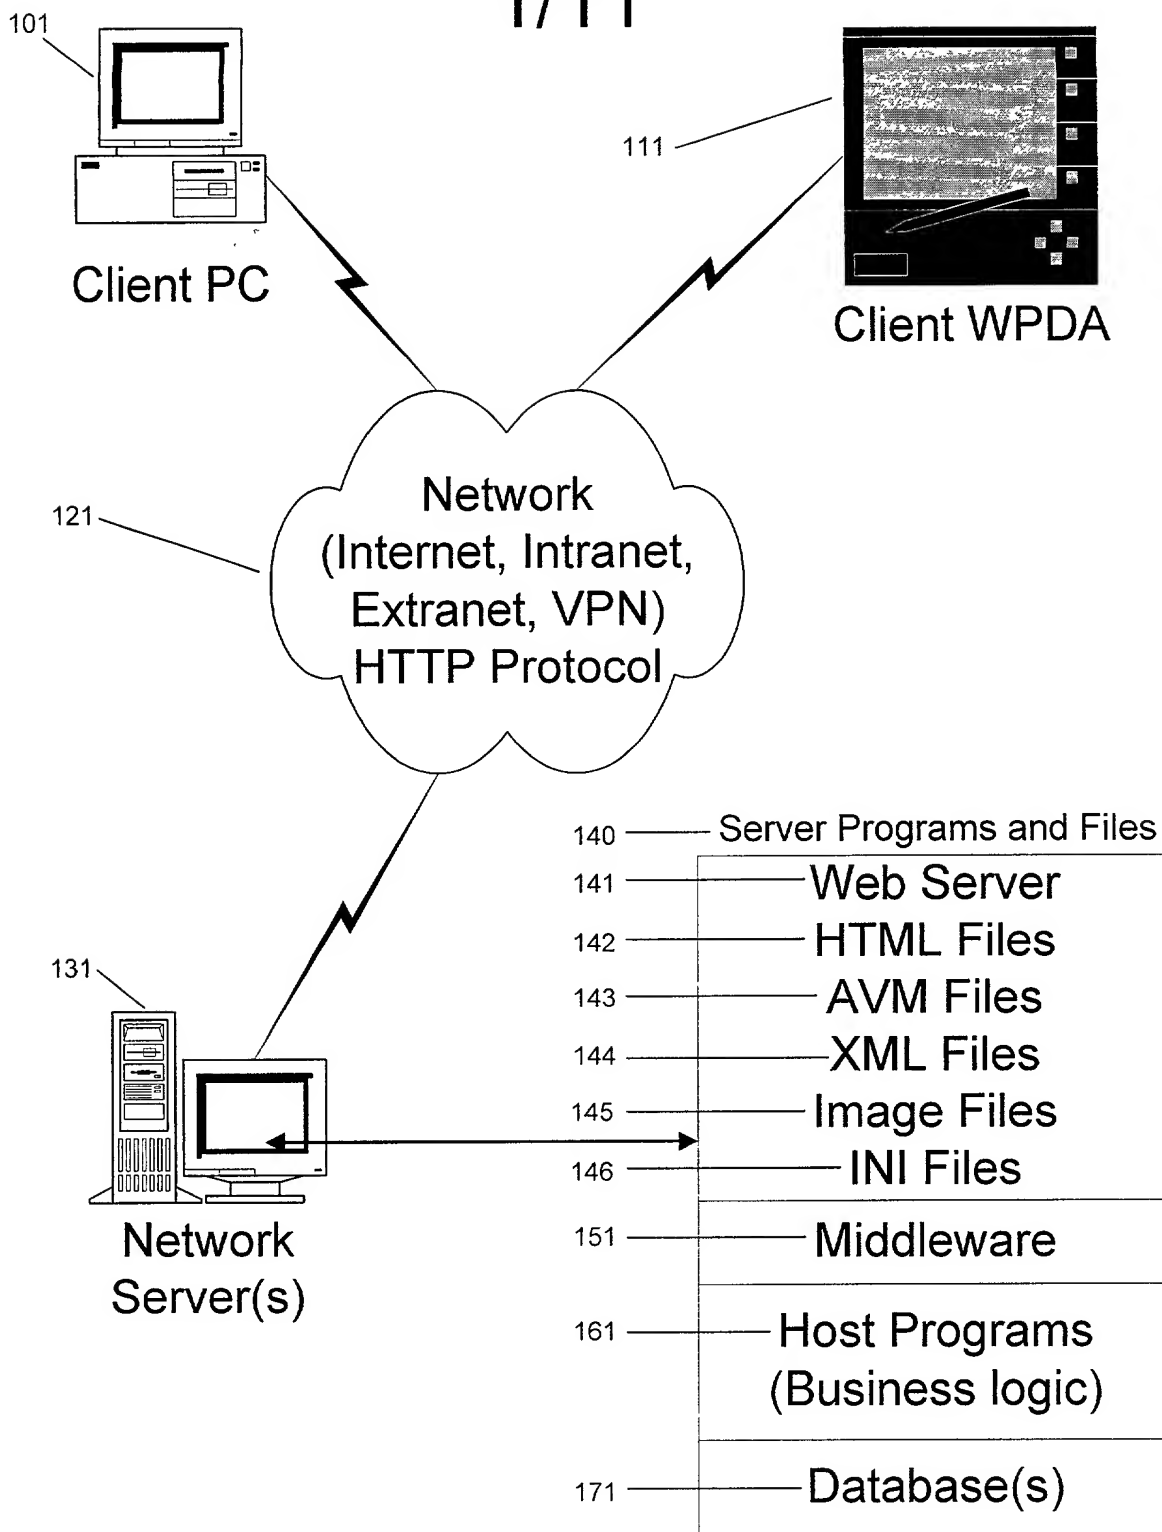 1/11
101
111
Client PC
Client WPDA
121
Network
(Internet, Intranet,
Extranet, VPN)
HTTP Protocol
140 Server Programs and Files
141 Web Server
142 HTML Files
143 AVM Files
144 XML Files
145 Image Files
146 INI Files
131
Network
Server(s)
151 Middleware
161 Host Programs
(Business logic)
171 Database(s)